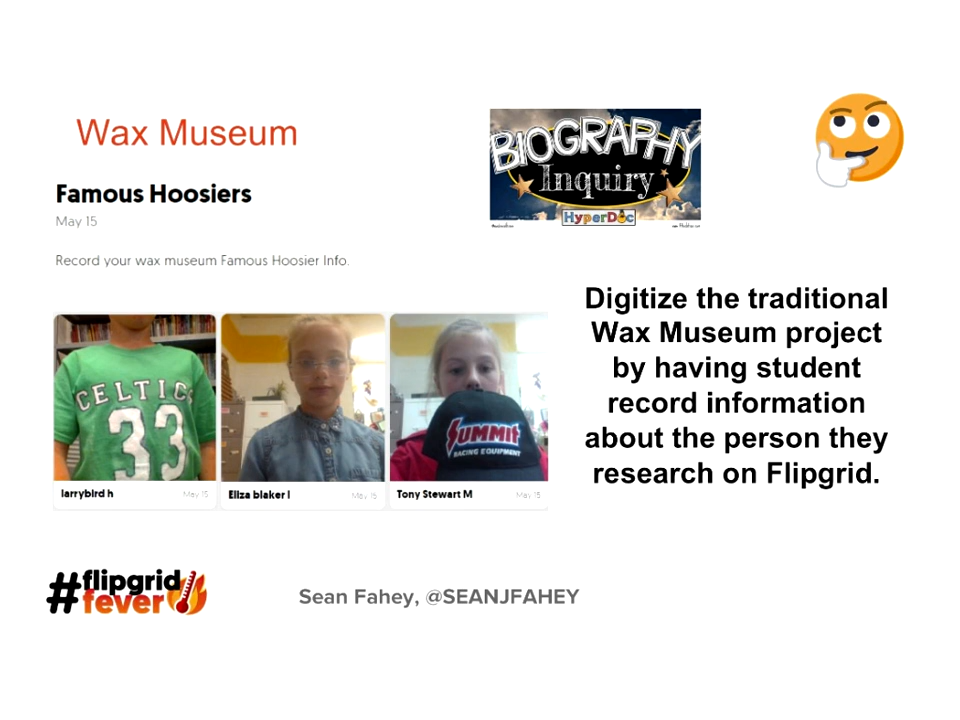 Wax Museum
Famous Hoosiers
May 15
Record your wax museum Famous Hoosier Info.
BIOGRAPHY
Inquiry
HyperDoc
Digitize the traditional
Wax Museum project
by having student
record information
about the person they
research on Flipgrid.
CELTICS
33
SUMMIT
RACING EQUIPMENT
larrybird h
May 15
Eliza blaker l
May 15
Tony Stewart M
May 15
#flipgrid
fever
Sean Fahey, @SEANJFAHEY